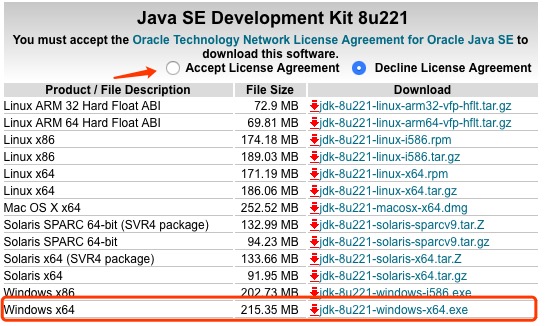 Java SE Development Kit 8u221
You must accept the Oracle Technology Network License Agreement for Oracle Java SE to
download this software.
Accept License Agreement Decline License Agreement
Product / File Description File Size Download
Linux ARM 32 Hard Float ABI 72.9 MB jdk-8u221-linux-arm32-vfp-hflt.tar.gz
Linux ARM 64 Hard Float ABI 69.81 MB jdk-8u221-linux-arm64-vfp-hflt.tar.gz
Linux x86 174.18 MB jdk-8u221-linux-i586.rpm
Linux x86 189.03 MB jdk-8u221-linux-i586.tar.gz
Linux x64 171.19 MB jdk-8u221-linux-x64.rpm
Linux x64 186.06 MB jdk-8u221-linux-x64.tar.gz
Mac OS X x64 252.52 MB jdk-8u221-macosx-x64.dmg
Solaris SPARC 64-bit (SVR4 package) 132.99 MB jdk-8u221-solaris-sparcv9.tar.Z
Solaris SPARC 64-bit 94.23 MB jdk-8u221-solaris-sparcv9.tar.gz
Solaris x64 (SVR4 package) 133.66 MB jdk-8u221-solaris-x64.tar.Z
Solaris x64 91.95 MB jdk-8u221-solaris-x64.tar.gz
Windows x86 202.73 MB jdk-8u221-windows-i586.exe
Windows x64 215.35 MB jdk-8u221-windows-x64.exe